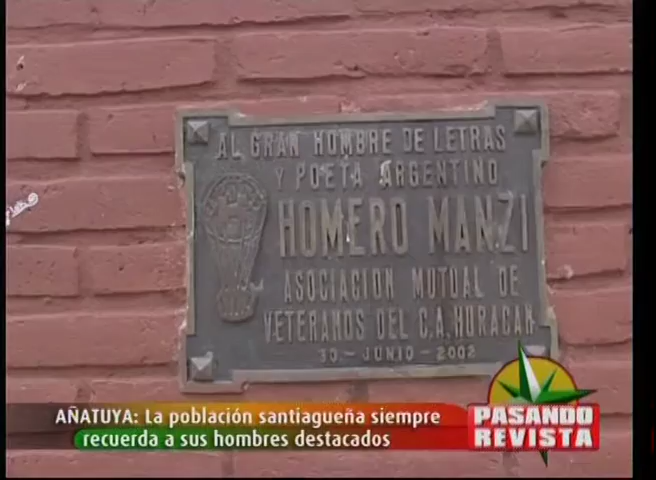 AL GRAN HOMBRE DE LETRAS
Y POETA ARGENTINO
HOMERO MANZI
ASOCIACION MUTUAL DE
VETERANOS DEL C.A. HURACAN
30 - JUNIO - 2002
AÑATUYA: La población santiagueña siempre
recuerda a sus hombres destacados
PASANDO
REVISTA